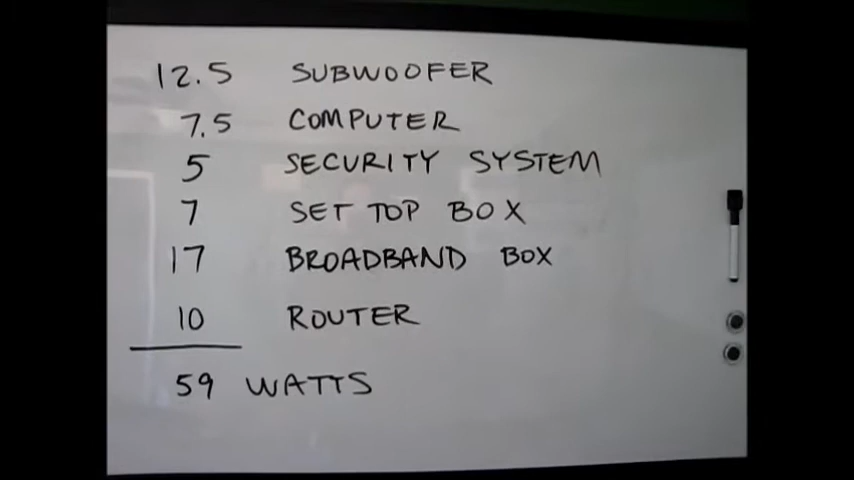 12.5 SUBWOOFER
7.5 COMPUTER
5 SECURITY SYSTEM
7 SET TOP BOX
17 BROADBAND BOX
10 ROUTER
59 WATTS